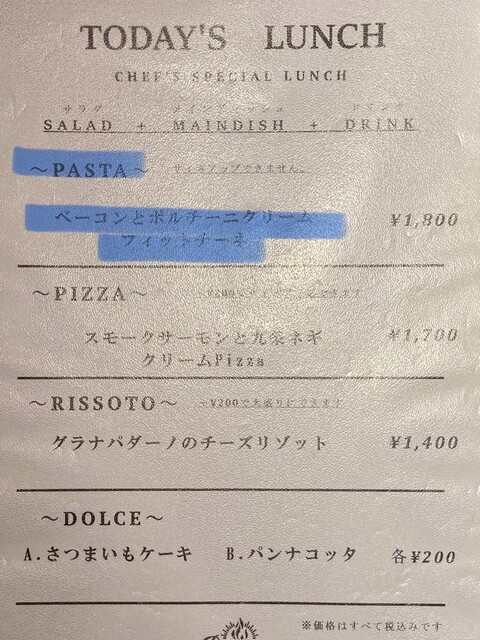 TODAY'S LUNCH
CHEF'S SPECIAL LUNCH
サラダ メインディッシュ ドリンク
SALAD + MAINDISH + DRINK
～PASTA～ サイズアップできません。
ベーコンとポルチーニクリーム ¥1,800
フィットチーネ
～PIZZA～ +¥200で
スモークサーモンと九条ネギ ¥1,700
クリームPizza
～RISSOTO～ +¥200で大盛りにできます
グラナパダーノのチーズリゾット ¥1,400
～DOLCE～
A.さつまいもケーキ B.パンナコッタ 各¥200
※価格はすべて税込みです